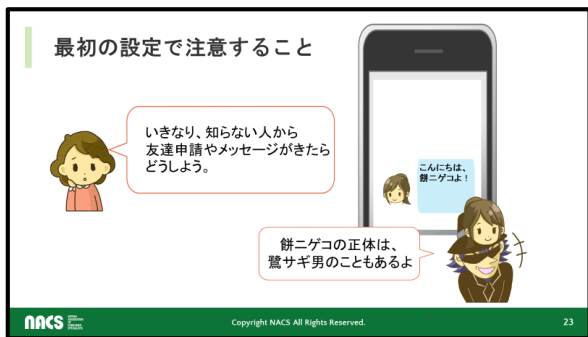 最初の設定で注意すること
いきなり、知らない人から
友達申請やメッセージがきたら
どうしよう。
こんにちは、
餅ニゲコよ！
餅ニゲコの正体は、
鷺サギ男のこともあるよ
NACS
Copyright NACS All Rights Reserved.
23